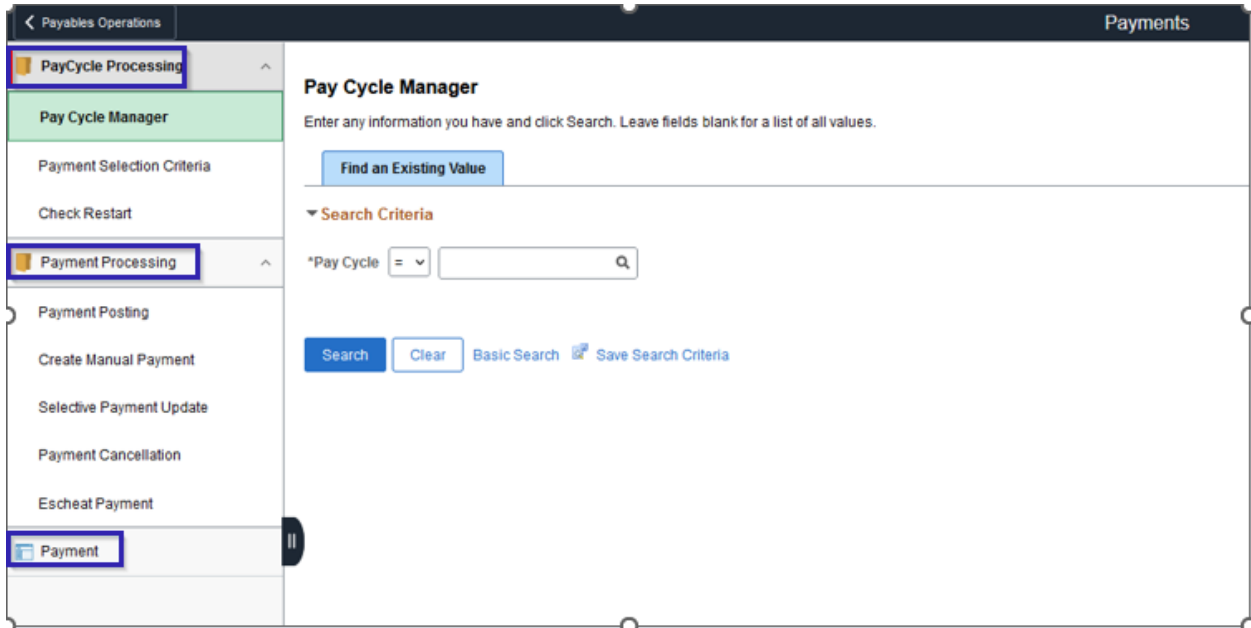 Payables Operations
Payments
PayCycle Processing
Pay Cycle Manager
Payment Selection Criteria
Check Restart
Payment Processing
Payment Posting
Create Manual Payment
Selective Payment Update
Payment Cancellation
Escheat Payment
Payment
Pay Cycle Manager
Enter any information you have and click Search. Leave fields blank for a list of all values.
Find an Existing Value
Search Criteria
*Pay Cycle =
Search Clear Basic Search Save Search Criteria